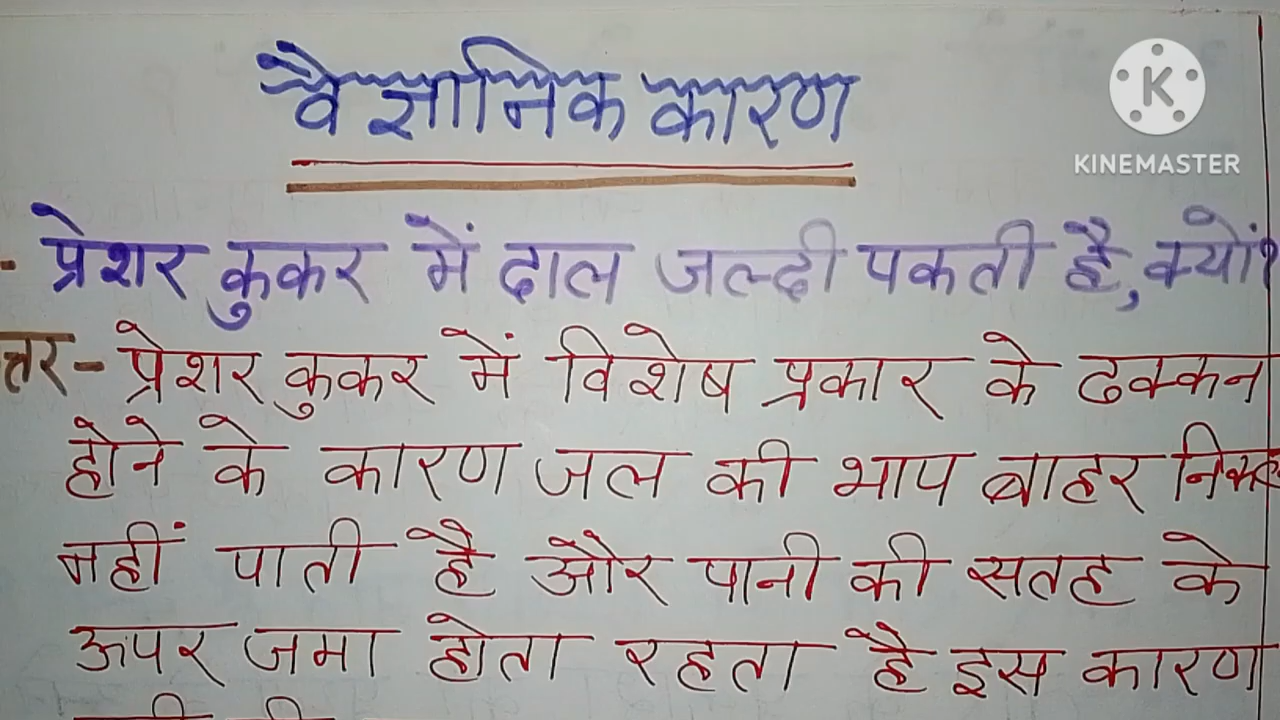 वैज्ञानिक कारण
K
KINEMASTER
- प्रेशर कुकर में दाल जल्दी पकती है, क्यों?
त्तर- प्रेशर कुकर में विशेष प्रकार के ढक्कन
होने के कारण जल की भाप बाहर निकल
नहीं पाती है और पानी की सतह के
ऊपर जमा होता रहता है इस कारण